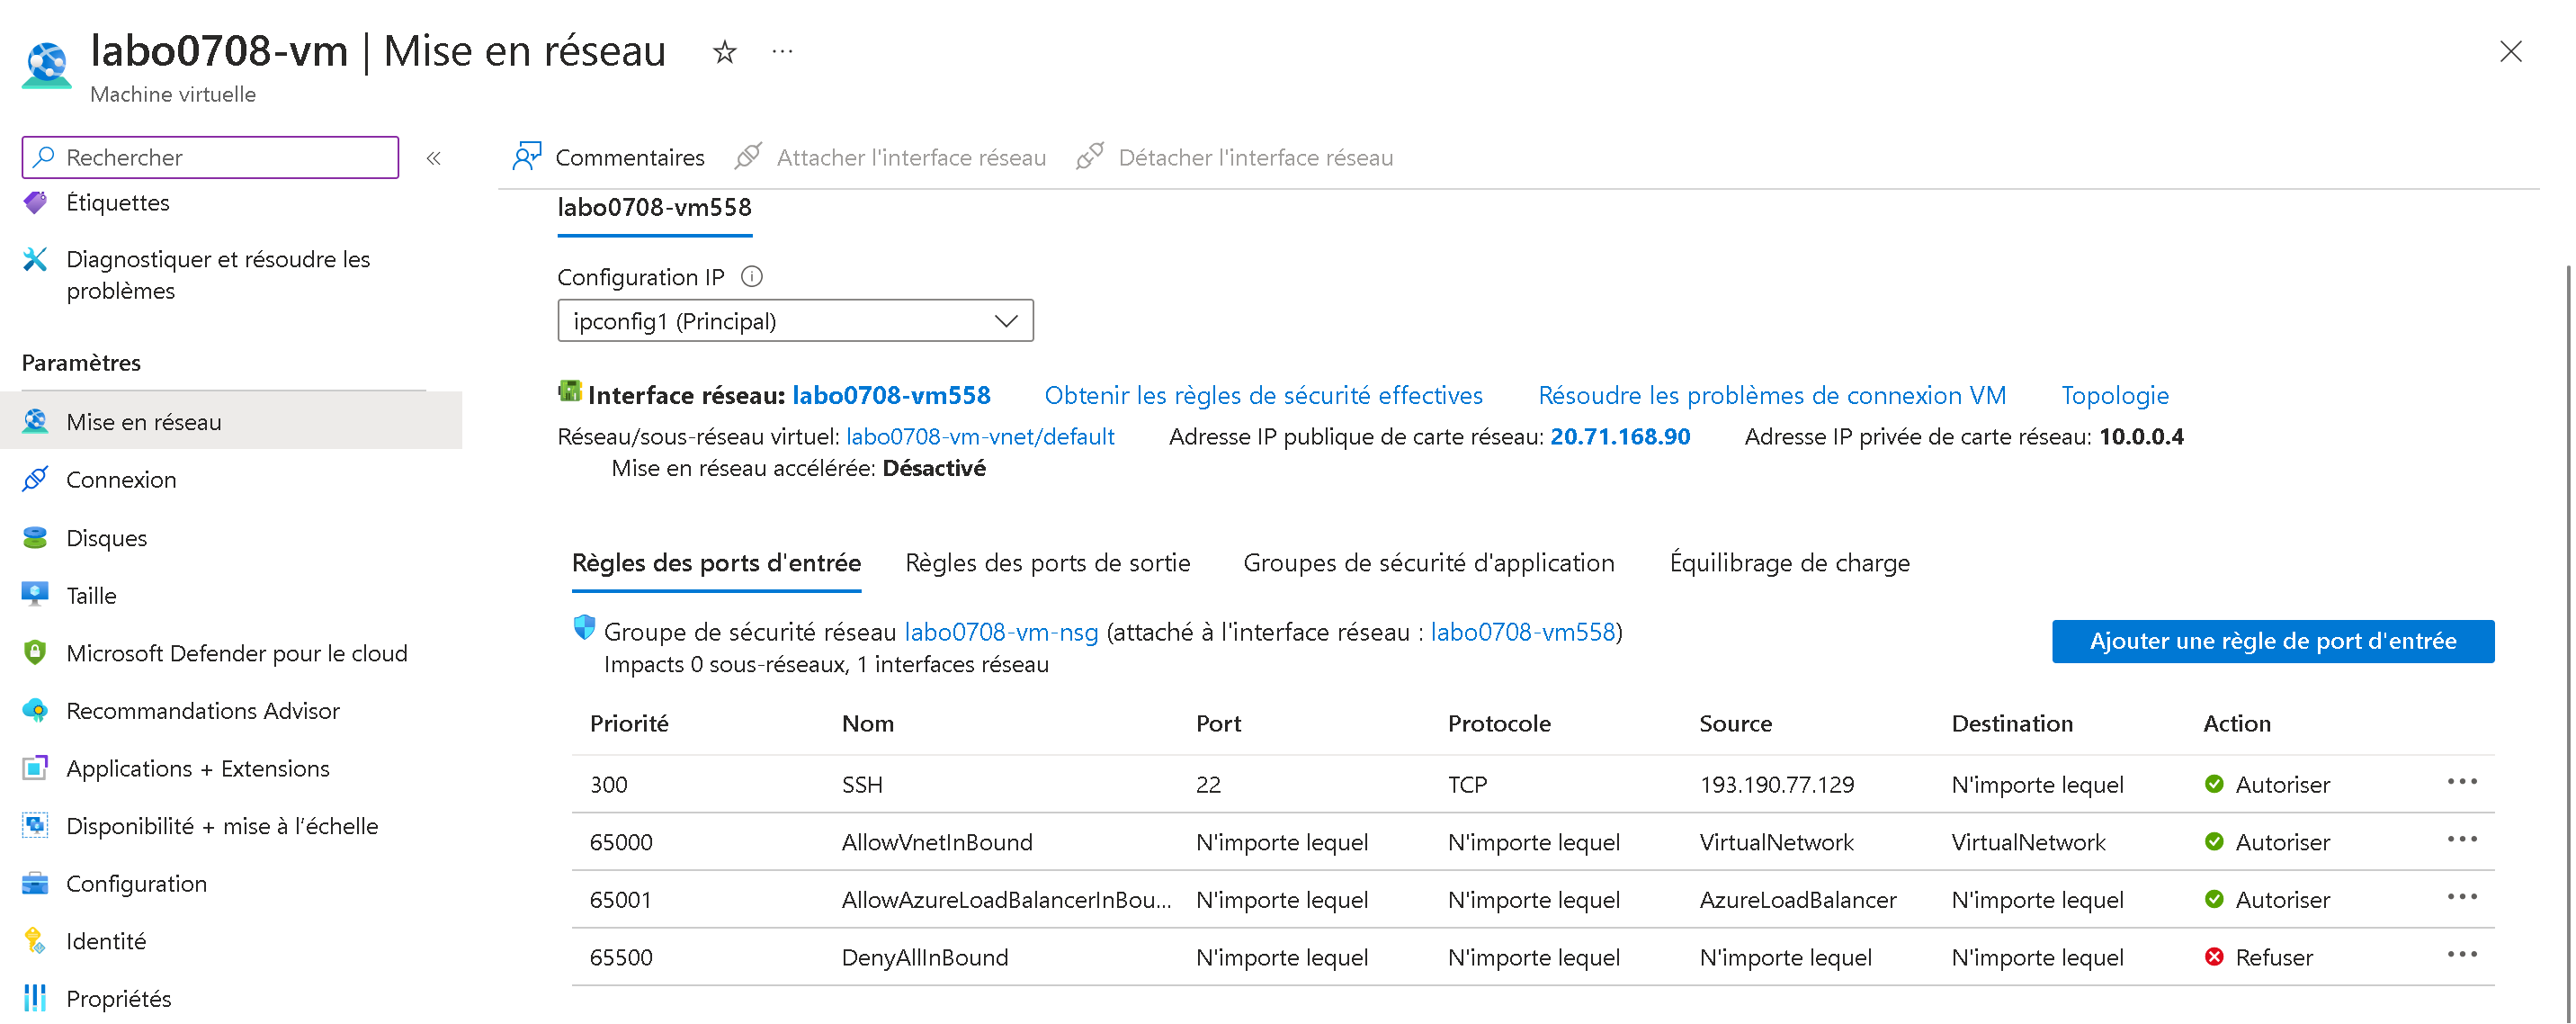 labo0708-vm | Mise en réseau
Machine virtuelle
Rechercher
Étiquettes
Diagnostiquer et résoudre les
problèmes
Paramètres
Mise en réseau
Connexion
Disques
Taille
Microsoft Defender pour le cloud
Recommandations Advisor
Applications + Extensions
Disponibilité + mise à l’échelle
Configuration
Identité
Propriétés
Commentaires Attacher l'interface réseau Détacher l'interface réseau
labo0708-vm558
Configuration IP
ipconfig1 (Principal)
Interface réseau: labo0708-vm558 Obtenir les règles de sécurité effectives Résoudre les problèmes de connexion VM Topologie
Réseau/sous-réseau virtuel: labo0708-vm-vnet/default Adresse IP publique de carte réseau: 20.71.168.90 Adresse IP privée de carte réseau: 10.0.0.4
Mise en réseau accélérée: Désactivé
Règles des ports d'entrée Règles des ports de sortie Groupes de sécurité d'application Équilibrage de charge
Groupe de sécurité réseau labo0708-vm-nsg (attaché à l'interface réseau : labo0708-vm558)
Impacts 0 sous-réseaux, 1 interfaces réseau
Ajouter une règle de port d'entrée
Priorité Nom Port Protocole Source Destination Action
300 SSH 22 TCP 193.190.77.129 N'importe lequel Autoriser
65000 AllowVnetInBound N'importe lequel N'importe lequel VirtualNetwork VirtualNetwork Autoriser
65001 AllowAzureLoadBalancerInBou... N'importe lequel N'importe lequel AzureLoadBalancer N'importe lequel Autoriser
65500 DenyAllInBound N'importe lequel N'importe lequel N'importe lequel N'importe lequel Refuser